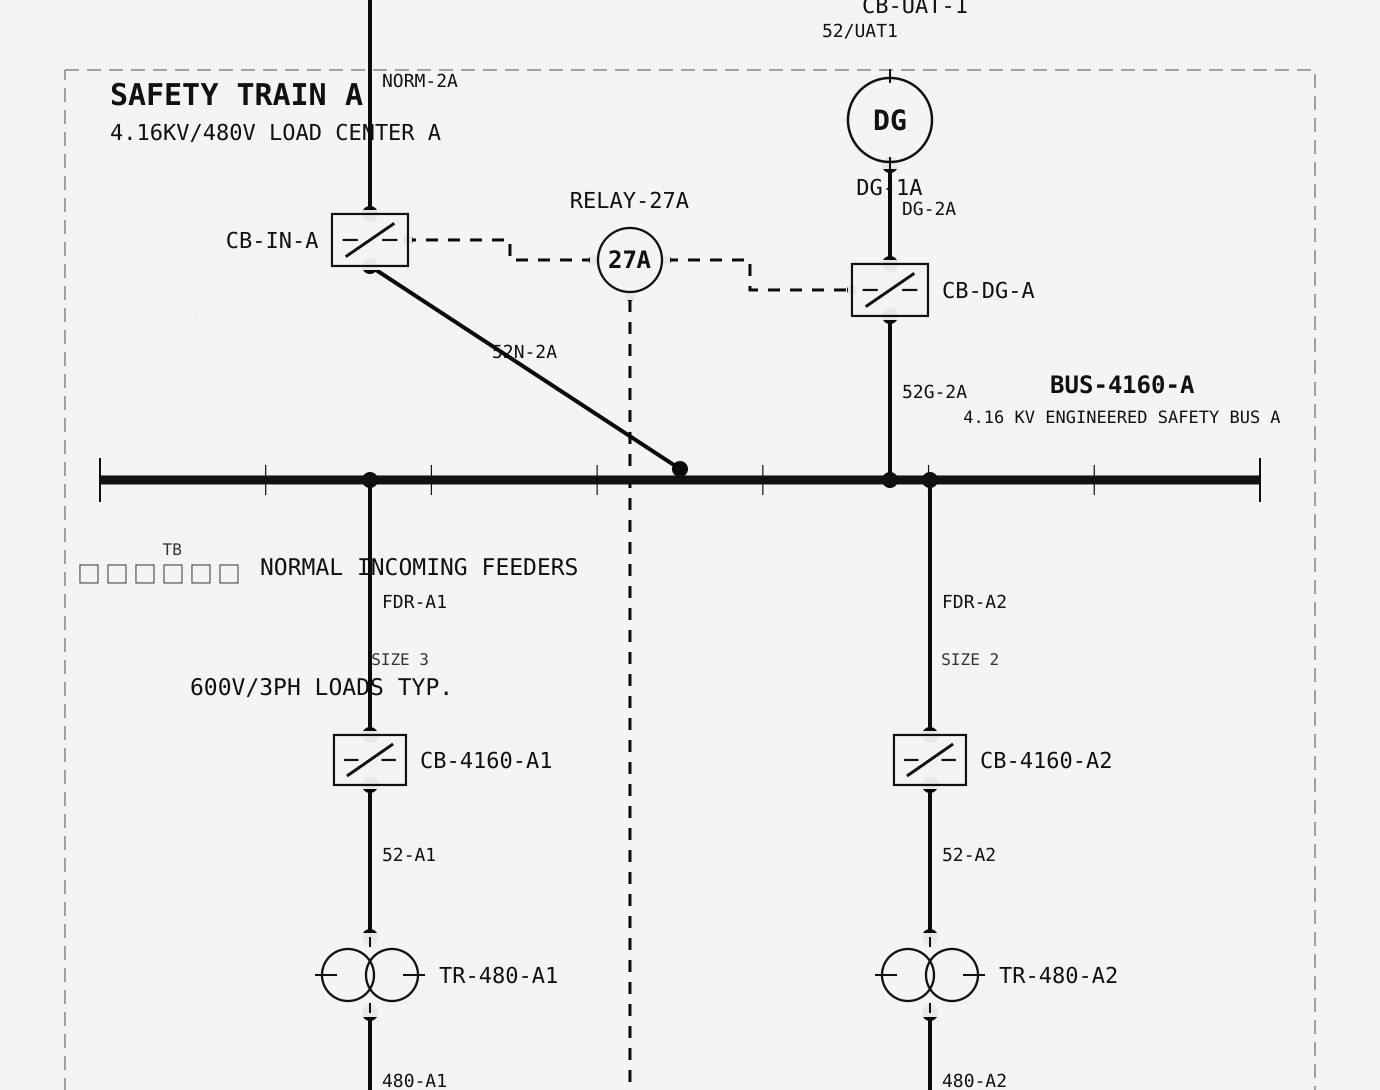 CB-UAT-1
52/UAT1
NORM-2A
SAFETY TRAIN A
4.16KV/480V LOAD CENTER A
DG
DG-1A
DG-2A
RELAY-27A
CB-IN-A
27A
CB-DG-A
52N-2A
52G-2A
BUS-4160-A
4.16 KV ENGINEERED SAFETY BUS A
TB
NORMAL INCOMING FEEDERS
FDR-A1
FDR-A2
SIZE 3
SIZE 2
600V/3PH LOADS TYP.
CB-4160-A1
CB-4160-A2
52-A1
52-A2
TR-480-A1
TR-480-A2
480-A1
480-A2